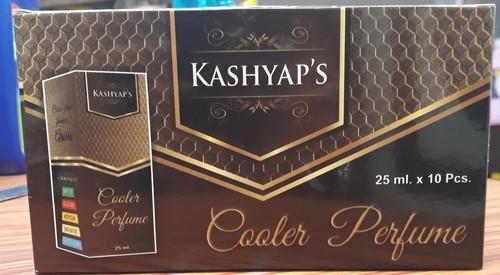 KASHYAP'S
25 ml. x 10 Pcs.
Cooler Perfume
KASHYAP'S
Cooler
Perfume
25 ml